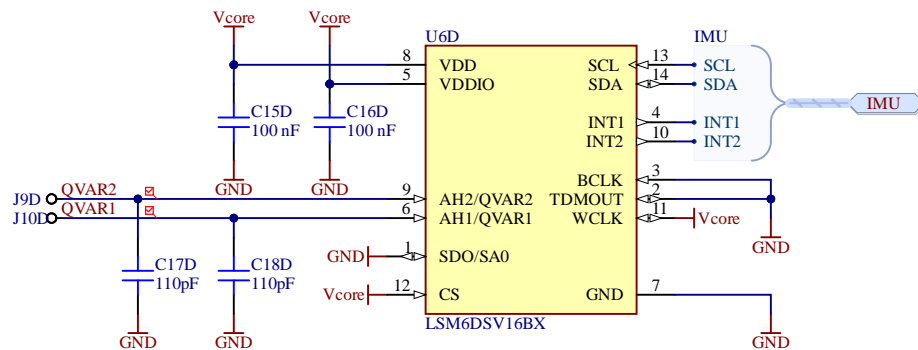 Vcore
Vcore
U6D
IMU
8
VDD
SCL
13
SCL
5
VDDIO
SDA
14
SDA
IMU
C15D
100 nF
C16D
100 nF
INT1
4
INT1
INT2
10
INT2
GND
GND
BCLK
3
J9D
QVAR2
9
AH2/QVAR2
TDMOUT
2
J10D
QVAR1
6
AH1/QVAR1
WCLK
11
Vcore
GND
GND
1
SDO/SA0
C17D
110pF
C18D
110pF
Vcore
12
CS
GND
7
LSM6DSV16BX
GND
GND
GND